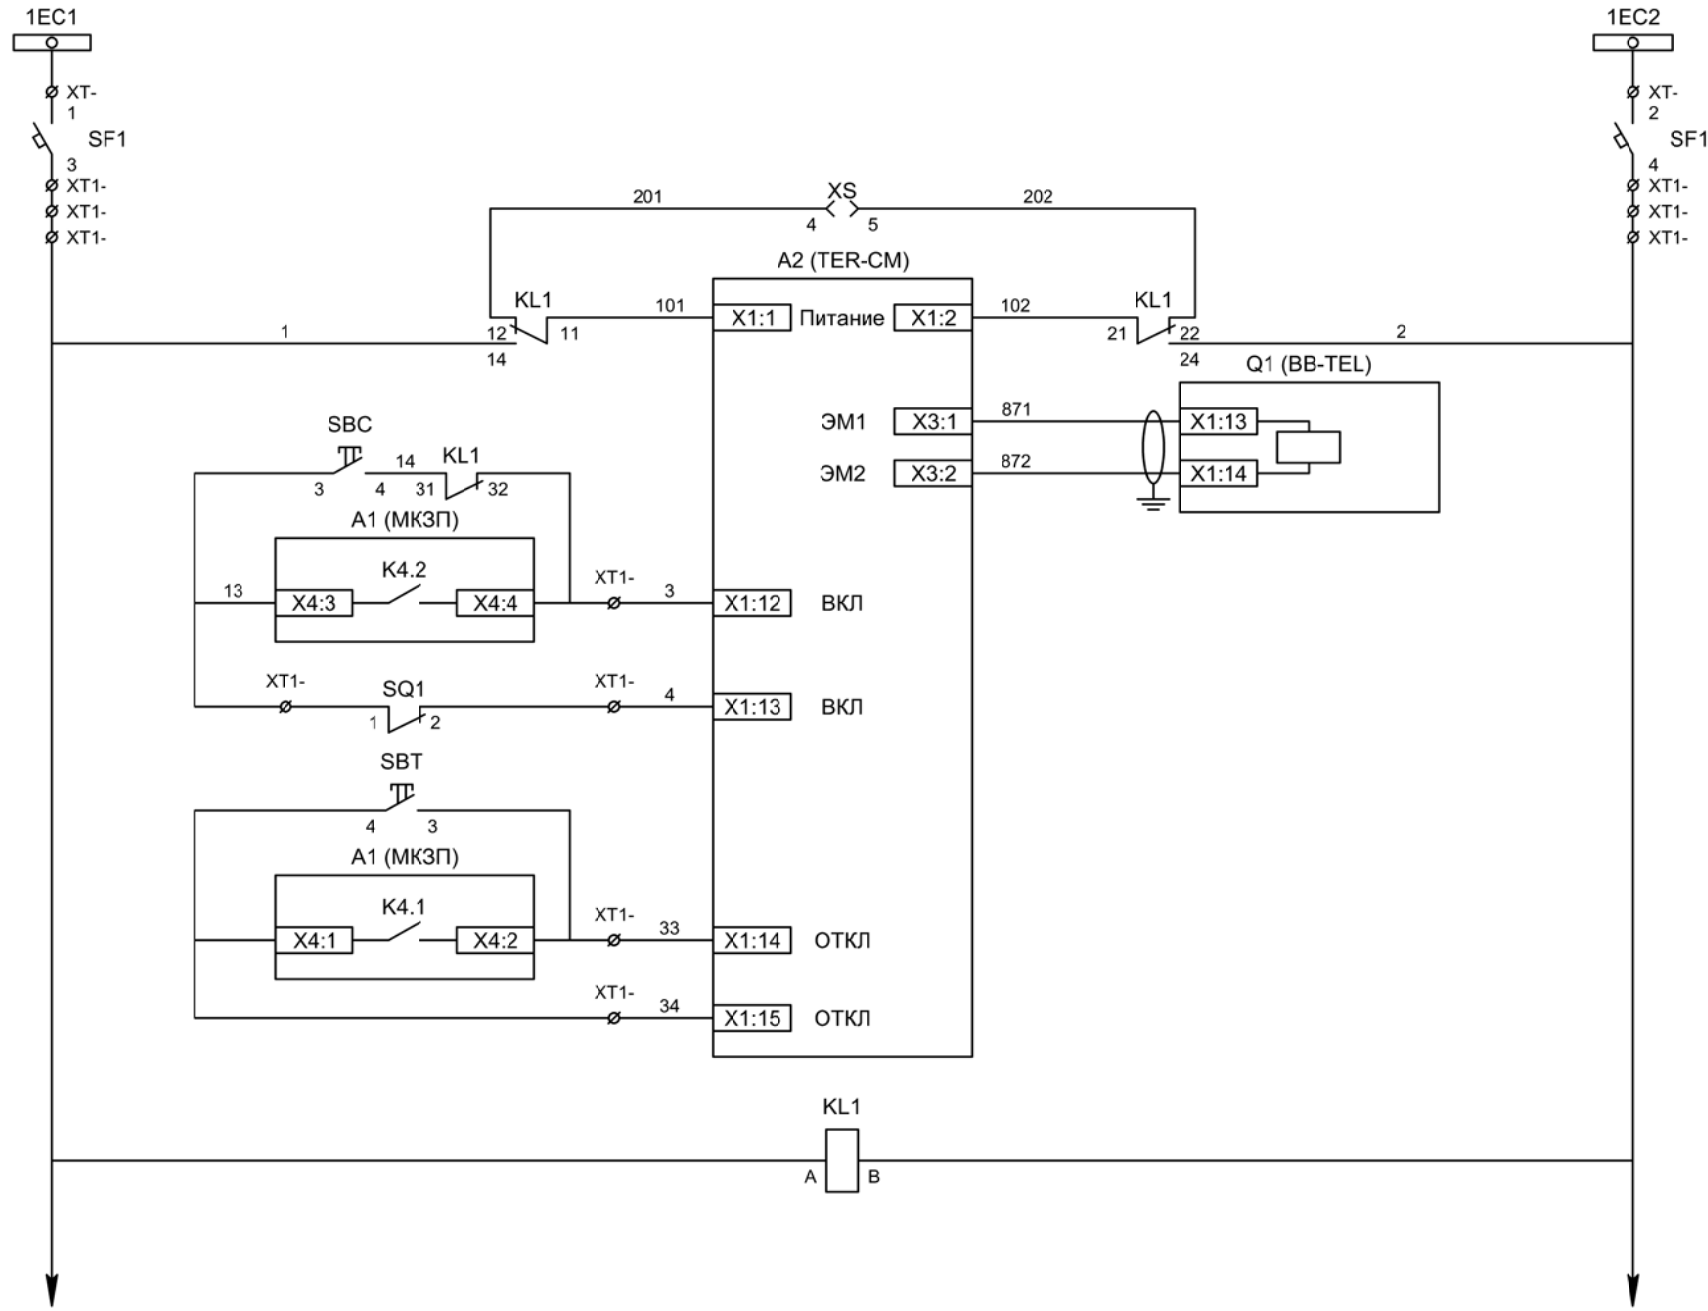 1EC1
1EC2
XT-
1
SF1
3
XT1-
XT1-
XT1-
XT-
2
SF1
4
XT1-
XT1-
XT1-
201
XS
202
4
5
A2 (TER-CM)
KL1
101
X1:1
Питание
X1:2
102
KL1
1
12
11
14
21
22
24
2
Q1 (BB-TEL)
ЭМ1
X3:1
871
X1:13
ЭМ2
X3:2
872
X1:14
SBC
14
KL1
3
4
31
32
А1 (МКЗП)
K4.2
13
X4:3
X4:4
XT1-
3
X1:12
ВКЛ
XT1-
SQ1
1
2
XT1-
4
X1:13
ВКЛ
SBT
4
3
А1 (МКЗП)
K4.1
X4:1
X4:2
XT1-
33
X1:14
ОТКЛ
XT1-
34
X1:15
ОТКЛ
KL1
A
B